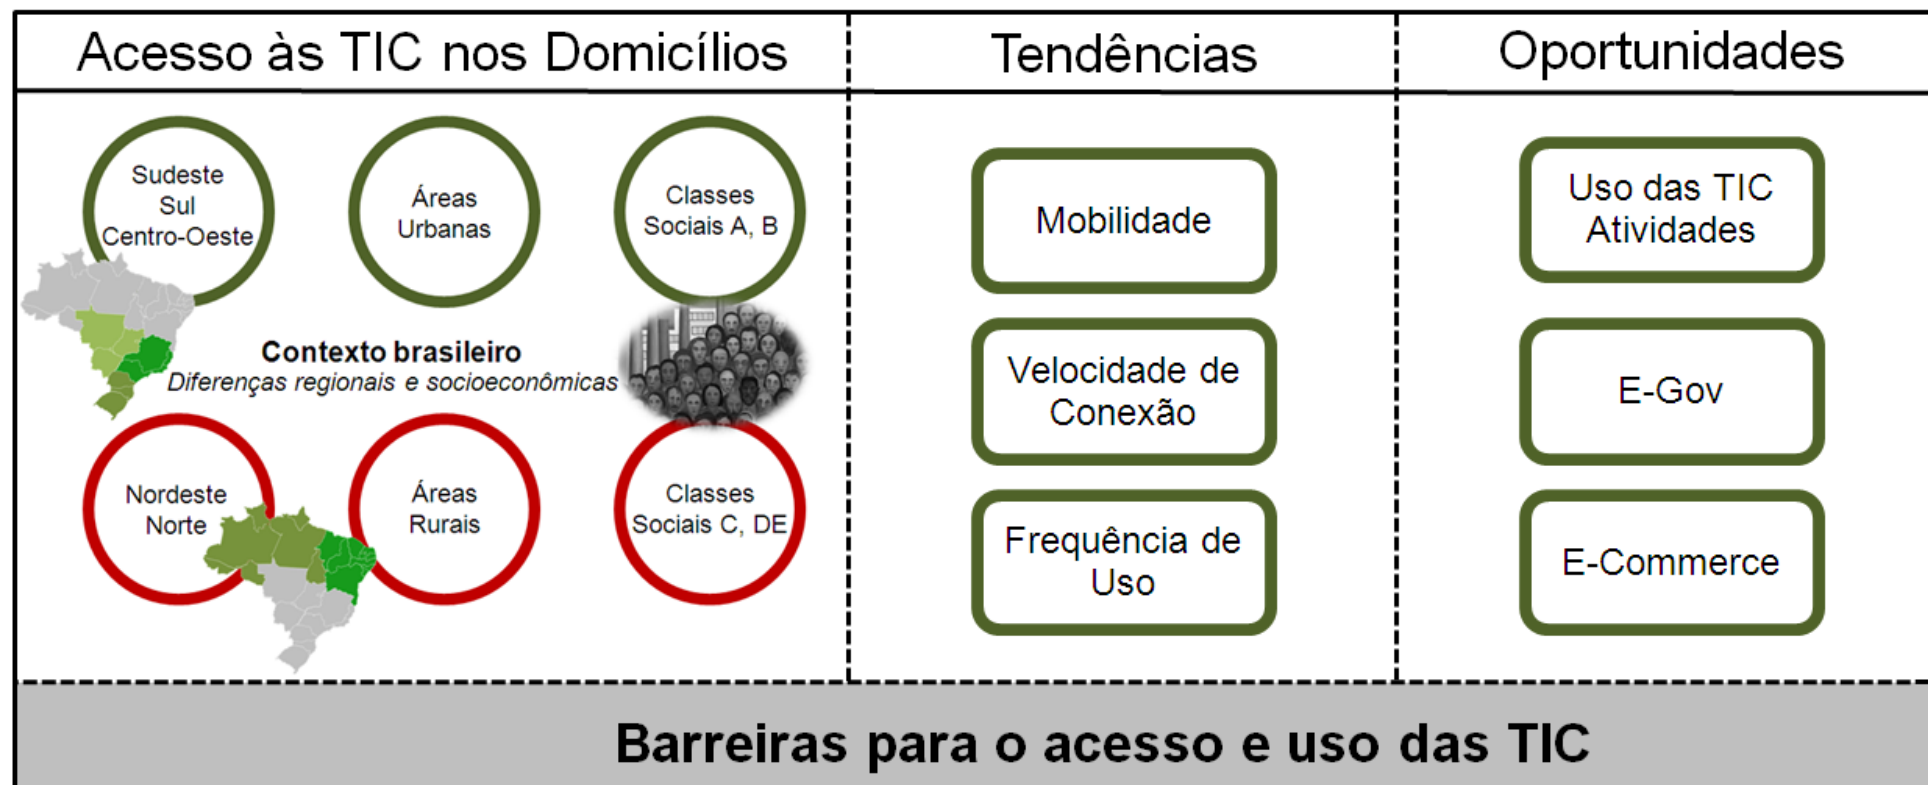 Acesso às TIC nos Domicílios
Tendências
Oportunidades
Sudeste
Sul
Centro-Oeste
Áreas
Urbanas
Classes
Sociais A, B
Contexto brasileiro
Diferenças regionais e socioeconômicas
Nordeste
Norte
Áreas
Rurais
Classes
Sociais C, DE
Mobilidade
Velocidade de
Conexão
Frequência de
Uso
Uso das TIC
Atividades
E-Gov
E-Commerce
Barreiras para o acesso e uso das TIC